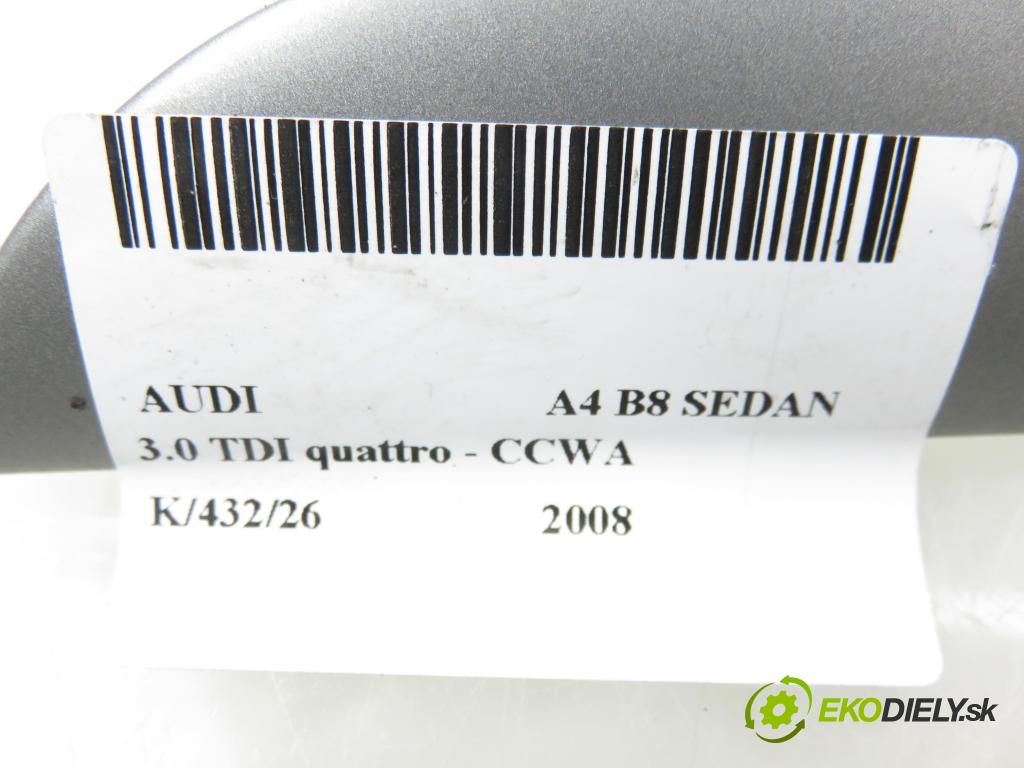 AUDI A4 B8 SEDAN
3.0 TDI quattro - CCWA
K/432/26 2008
EKODIELY.sk